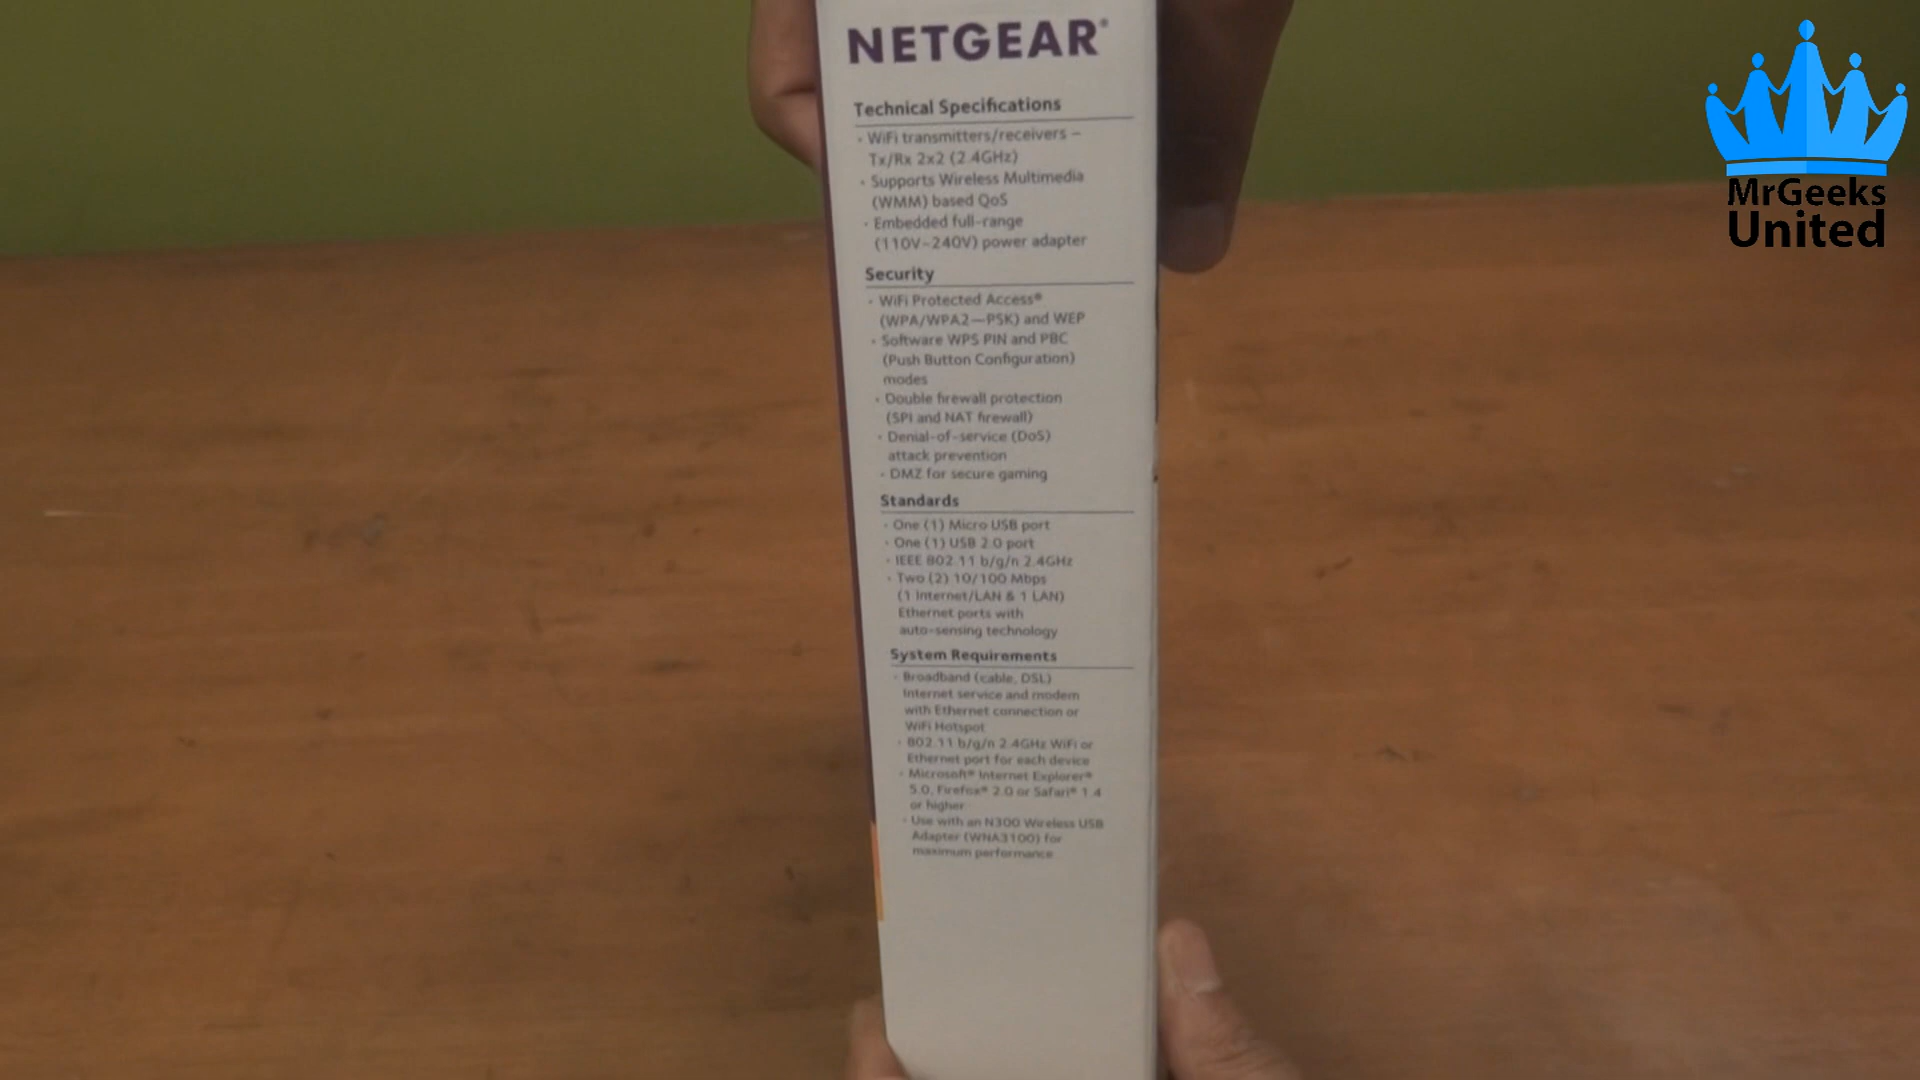 NETGEAR®
Technical Specifications
· WiFi transmitters/receivers –
Tx/Rx 2x2 (2.4GHz)
· Supports Wireless Multimedia
(WMM) based QoS
· Embedded full-range
(110V~240V) power adapter
Security
· WiFi Protected Access®
(WPA/WPA2—PSK) and WEP
· Software WPS PIN and PBC
(Push Button Configuration)
modes
· Double firewall protection
(SPI and NAT firewall)
· Denial-of-service (DoS)
attack prevention
· DMZ for secure gaming
Standards
· One (1) Micro USB port
· One (1) USB 2.0 port
· IEEE 802.11 b/g/n 2.4GHz
· Two (2) 10/100 Mbps
(1 Internet/LAN & 1 LAN)
Ethernet ports with
auto-sensing technology
System Requirements
· Broadband (cable, DSL)
Internet service and modem
with Ethernet connection or
WiFi Hotspot
· 802.11 b/g/n 2.4GHz WiFi or
Ethernet port for each device
· Microsoft® Internet Explorer®
5.0, Firefox® 2.0 or Safari® 1.4
or higher
· Use with an N300 Wireless USB
Adapter (WNA3100) for
maximum performance
MrGeeks
United